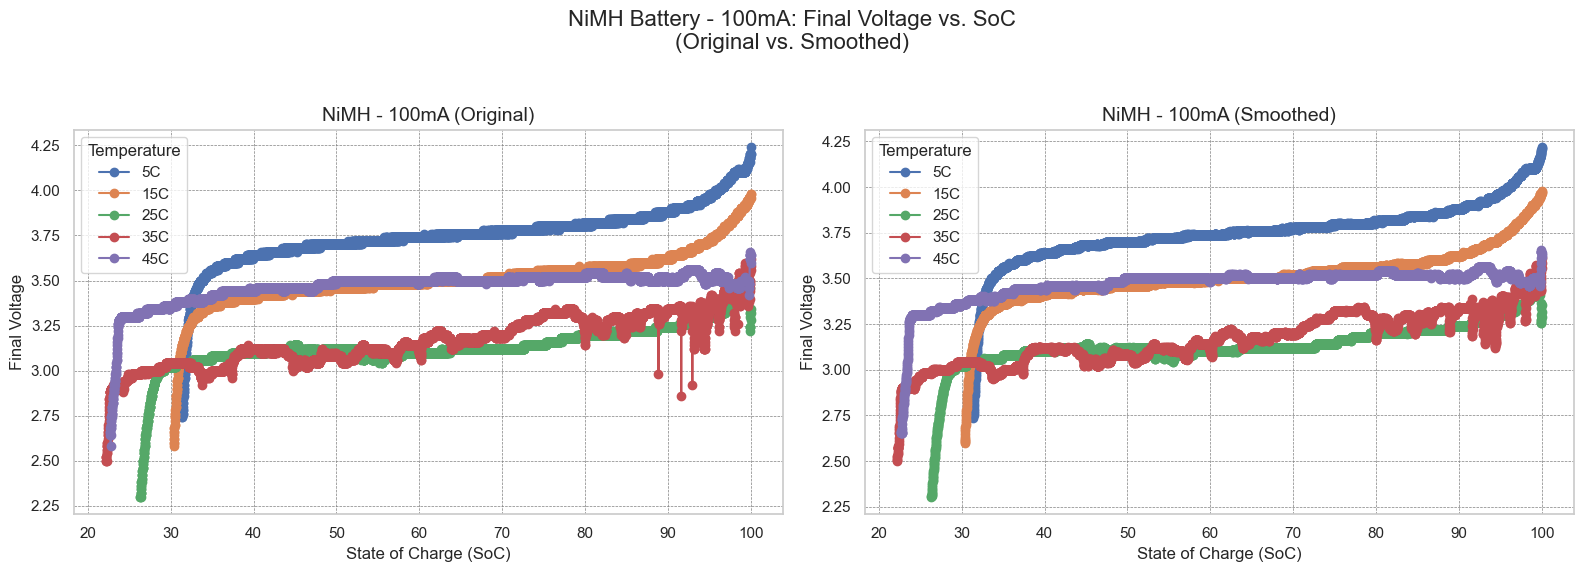 NiMH Battery - 100mA: Final Voltage vs. SoC
(Original vs. Smoothed)
NiMH - 100mA (Original)
Final Voltage
4.25
4.00
3.75
3.50
3.25
3.00
2.75
2.50
2.25
Temperature
5C
15C
25C
35C
45C
20 30 40 50 60 70 80 90 100
State of Charge (SoC)
NiMH - 100mA (Smoothed)
Final Voltage
4.25
4.00
3.75
3.50
3.25
3.00
2.75
2.50
2.25
Temperature
5C
15C
25C
35C
45C
20 30 40 50 60 70 80 90 100
State of Charge (SoC)